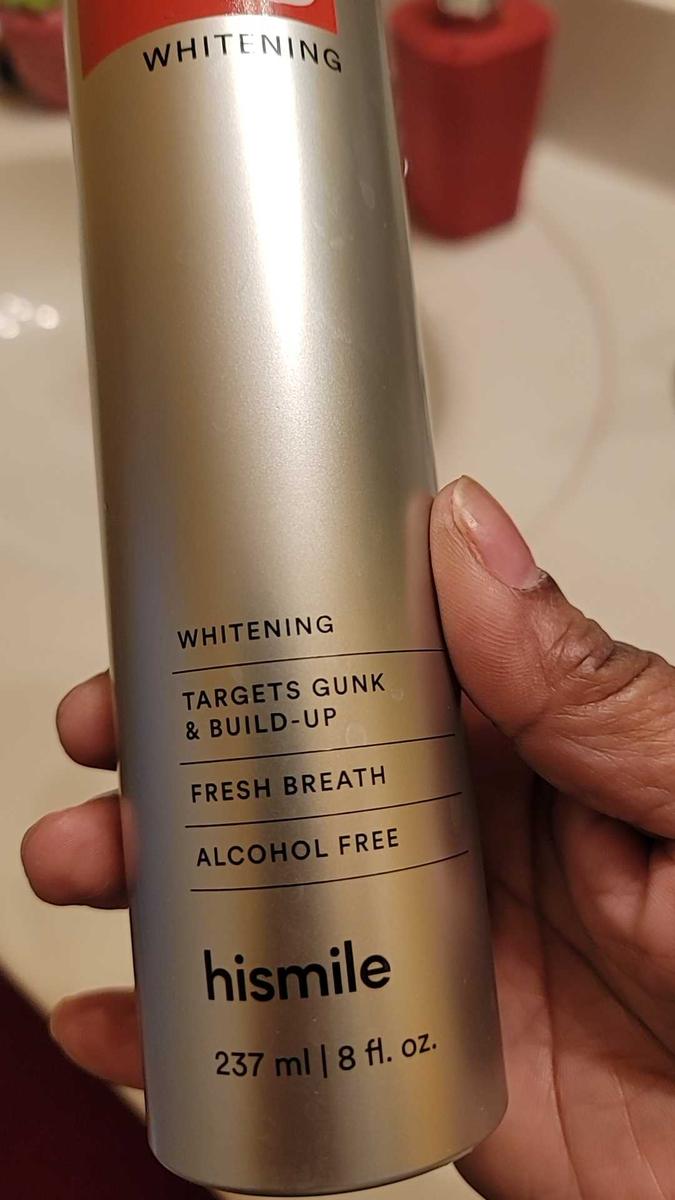 WHITENING
WHITENING
TARGETS GUNK
& BUILD-UP
FRESH BREATH
ALCOHOL FREE
hismile
237 ml | 8 fl. oz.